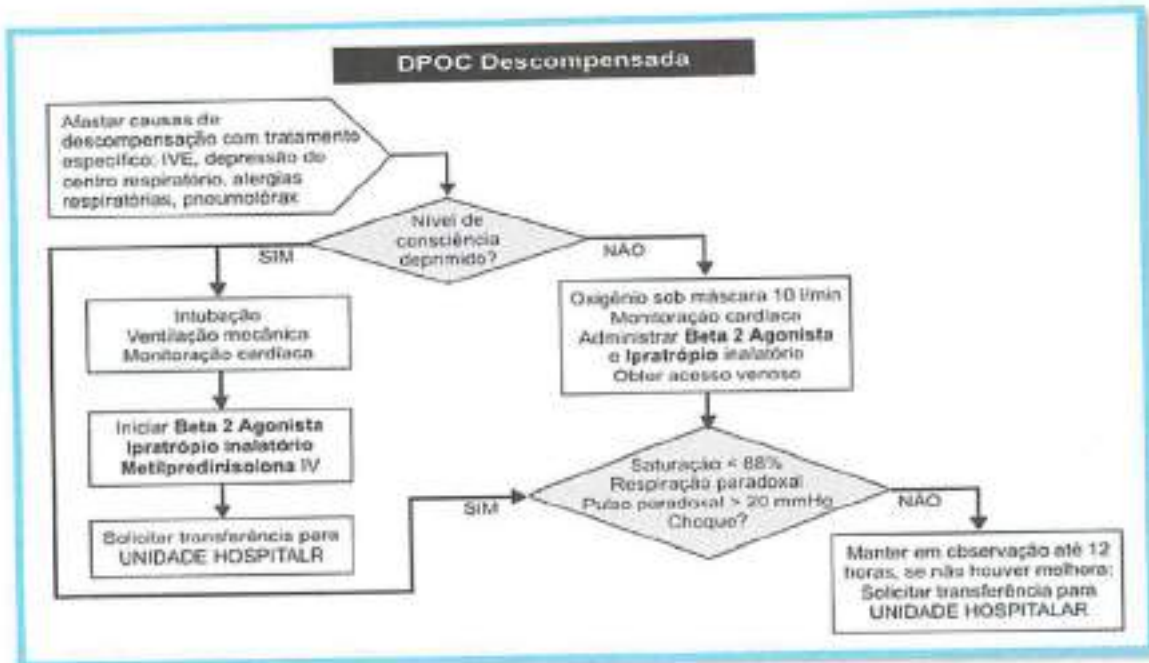 DPOC Descompensada
Afastar causas de
descompensação com tratamento
específico: IVE, depressão do
centro respiratório, alergias
respiratórias, pneumotórax
Nível de
consciência
deprimido?
SIM
NÃO
Intubação
Ventilação mecânica
Monitoração cardíaca
Oxigênio sob máscara 10 l/min
Monitoração cardíaca
Administrar Beta 2 Agonista
e Ipratrópio inalatório
Obter acesso venoso
Iniciar Beta 2 Agonista
Ipratrópio inalatório
Metilpredinisolona IV
Saturação < 88%
Respiração paradoxal
Pulso paradoxal > 20 mmHg
Choque?
SIM
NÃO
Solicitar transferência para
UNIDADE HOSPITALR
Manter em observação até 12
horas, se não houver melhora:
Solicitar transferência para
UNIDADE HOSPITALAR